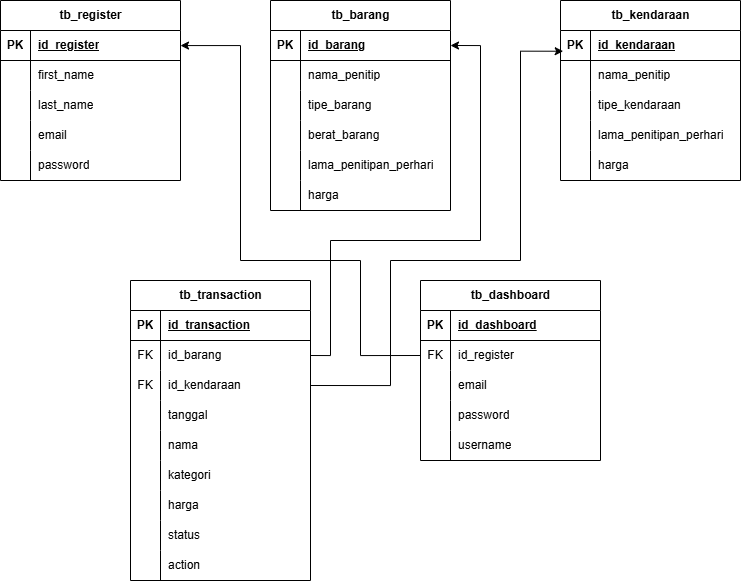 tb_register
PK id_register
first_name
last_name
email
password
tb_barang
PK id_barang
nama_penitip
tipe_barang
berat_barang
lama_penitipan_perhari
harga
tb_kendaraan
PK id_kendaraan
nama_penitip
tipe_kendaraan
lama_penitipan_perhari
harga
tb_transaction
PK id_transaction
FK id_barang
FK id_kendaraan
tanggal
nama
kategori
harga
status
action
tb_dashboard
PK id_dashboard
FK id_register
email
password
username